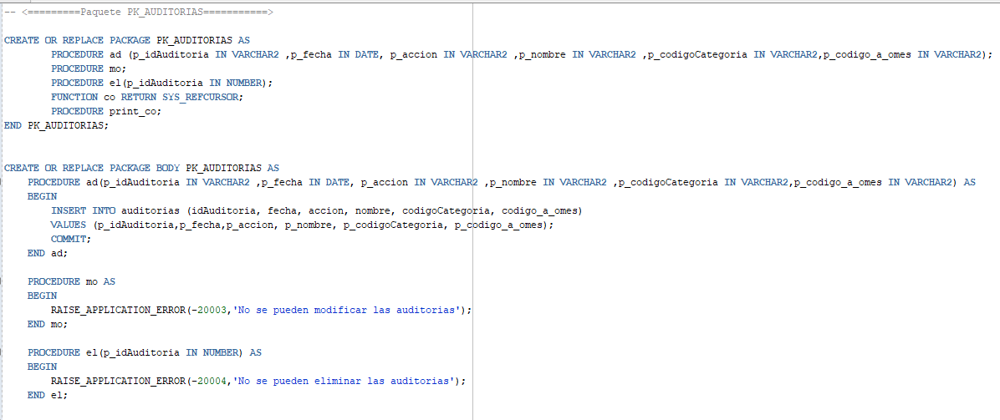 -- <=========Paquete PK_AUDITORIAS===========>
CREATE OR REPLACE PACKAGE PK_AUDITORIAS AS
PROCEDURE ad (p_idAuditoria IN VARCHAR2 ,p_fecha IN DATE, p_accion IN VARCHAR2 ,p_nombre IN VARCHAR2 ,p_codigoCategoria IN VARCHAR2,p_codigo_a_omes IN VARCHAR2);
PROCEDURE mo;
PROCEDURE el(p_idAuditoria IN NUMBER);
FUNCTION co RETURN SYS_REFCURSOR;
PROCEDURE print_co;
END PK_AUDITORIAS;
CREATE OR REPLACE PACKAGE BODY PK_AUDITORIAS AS
PROCEDURE ad(p_idAuditoria IN VARCHAR2 ,p_fecha IN DATE, p_accion IN VARCHAR2 ,p_nombre IN VARCHAR2 ,p_codigoCategoria IN VARCHAR2,p_codigo_a_omes IN VARCHAR2) AS
BEGIN
INSERT INTO auditorias (idAuditoria, fecha, accion, nombre, codigoCategoria, codigo_a_omes)
VALUES (p_idAuditoria,p_fecha,p_accion, p_nombre, p_codigoCategoria, p_codigo_a_omes);
COMMIT;
END ad;
PROCEDURE mo AS
BEGIN
RAISE_APPLICATION_ERROR(-20003,'No se pueden modificar las auditorias');
END mo;
PROCEDURE el(p_idAuditoria IN NUMBER) AS
BEGIN
RAISE_APPLICATION_ERROR(-20004,'No se pueden eliminar las auditorias');
END el;